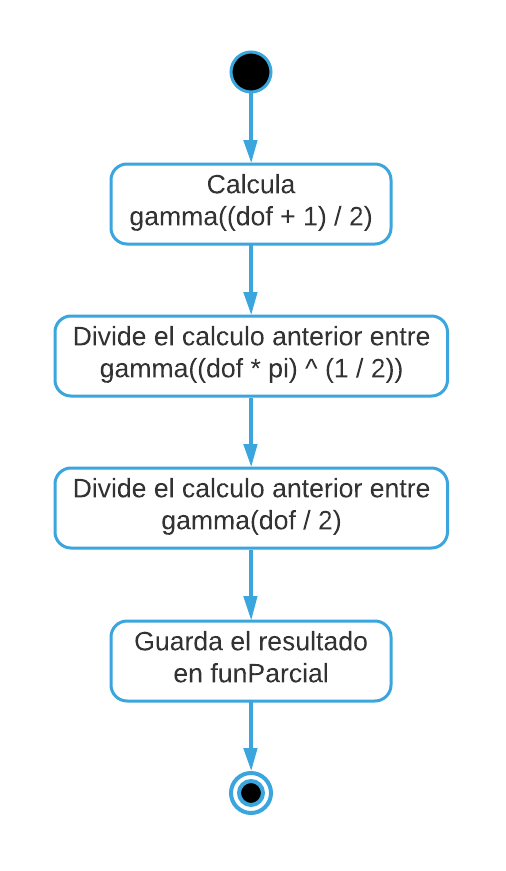 Calcula
gamma((dof + 1) / 2)
Divide el calculo anterior entre
gamma((dof * pi) ^ (1 / 2))
Divide el calculo anterior entre
gamma(dof / 2)
Guarda el resultado
en funParcial